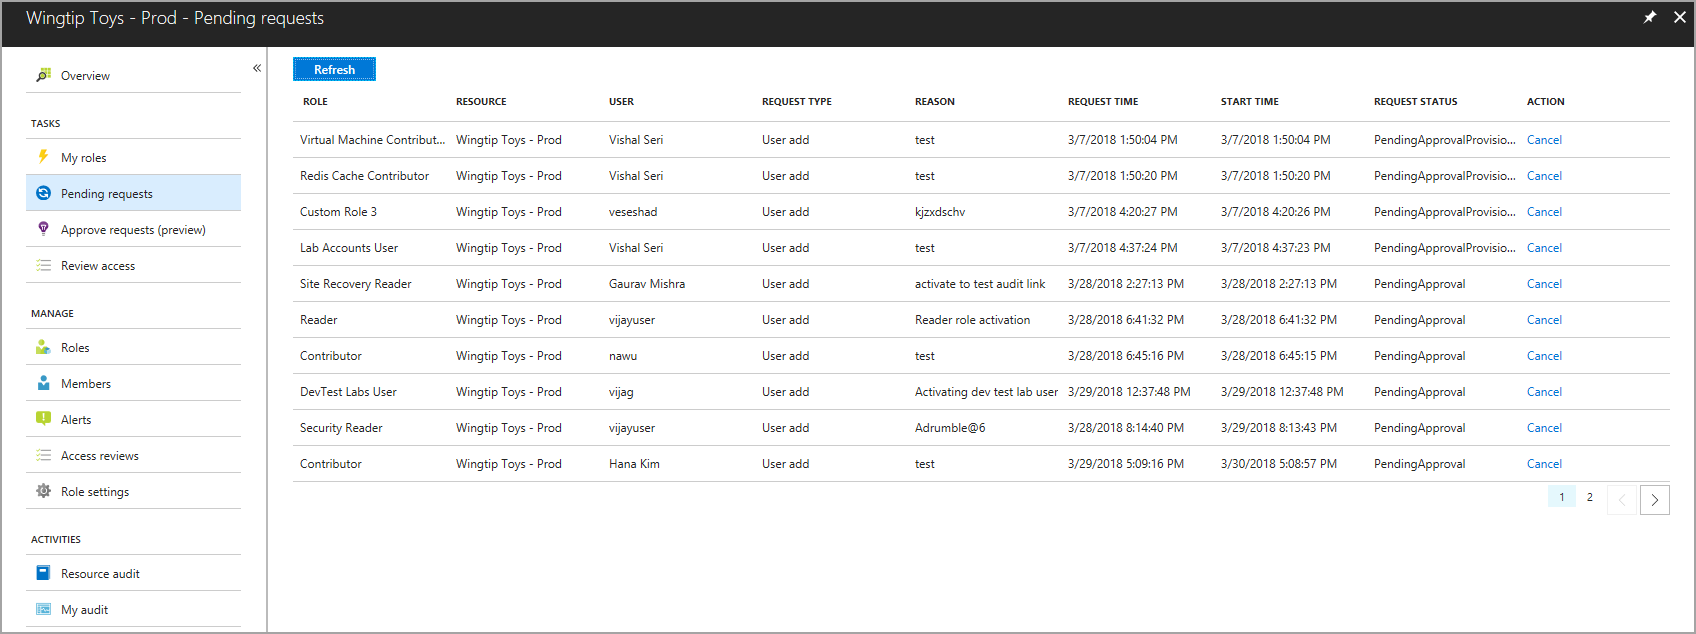 Wingtip Toys - Prod - Pending requests
Overview
«
TASKS
My roles
Pending requests
Approve requests (preview)
Review access
MANAGE
Roles
Members
Alerts
Access reviews
Role settings
ACTIVITIES
Resource audit
My audit
Refresh
ROLE RESOURCE USER REQUEST TYPE REASON REQUEST TIME START TIME REQUEST STATUS ACTION
Virtual Machine Contribut... Wingtip Toys - Prod Vishal Seri User add test 3/7/2018 1:50:04 PM 3/7/2018 1:50:04 PM PendingApprovalProvisio... Cancel
Redis Cache Contributor Wingtip Toys - Prod Vishal Seri User add test 3/7/2018 1:50:20 PM 3/7/2018 1:50:20 PM PendingApprovalProvisio... Cancel
Custom Role 3 Wingtip Toys - Prod veseshad User add kjzxdschv 3/7/2018 4:20:27 PM 3/7/2018 4:20:26 PM PendingApprovalProvisio... Cancel
Lab Accounts User Wingtip Toys - Prod Vishal Seri User add test 3/7/2018 4:37:24 PM 3/7/2018 4:37:23 PM PendingApprovalProvisio... Cancel
Site Recovery Reader Wingtip Toys - Prod Gaurav Mishra User add activate to test audit link 3/28/2018 2:27:13 PM 3/28/2018 2:27:13 PM PendingApproval Cancel
Reader Wingtip Toys - Prod vijayuser User add Reader role activation 3/28/2018 6:41:32 PM 3/28/2018 6:41:32 PM PendingApproval Cancel
Contributor Wingtip Toys - Prod nawu User add test 3/28/2018 6:45:16 PM 3/28/2018 6:45:15 PM PendingApproval Cancel
DevTest Labs User Wingtip Toys - Prod vijag User add Activating dev test lab user 3/29/2018 12:37:48 PM 3/29/2018 12:37:48 PM PendingApproval Cancel
Security Reader Wingtip Toys - Prod vijayuser User add Adrumble@6 3/28/2018 8:14:40 PM 3/29/2018 8:13:43 PM PendingApproval Cancel
Contributor Wingtip Toys - Prod Hana Kim User add test 3/29/2018 5:09:16 PM 3/30/2018 5:08:57 PM PendingApproval Cancel
1 2